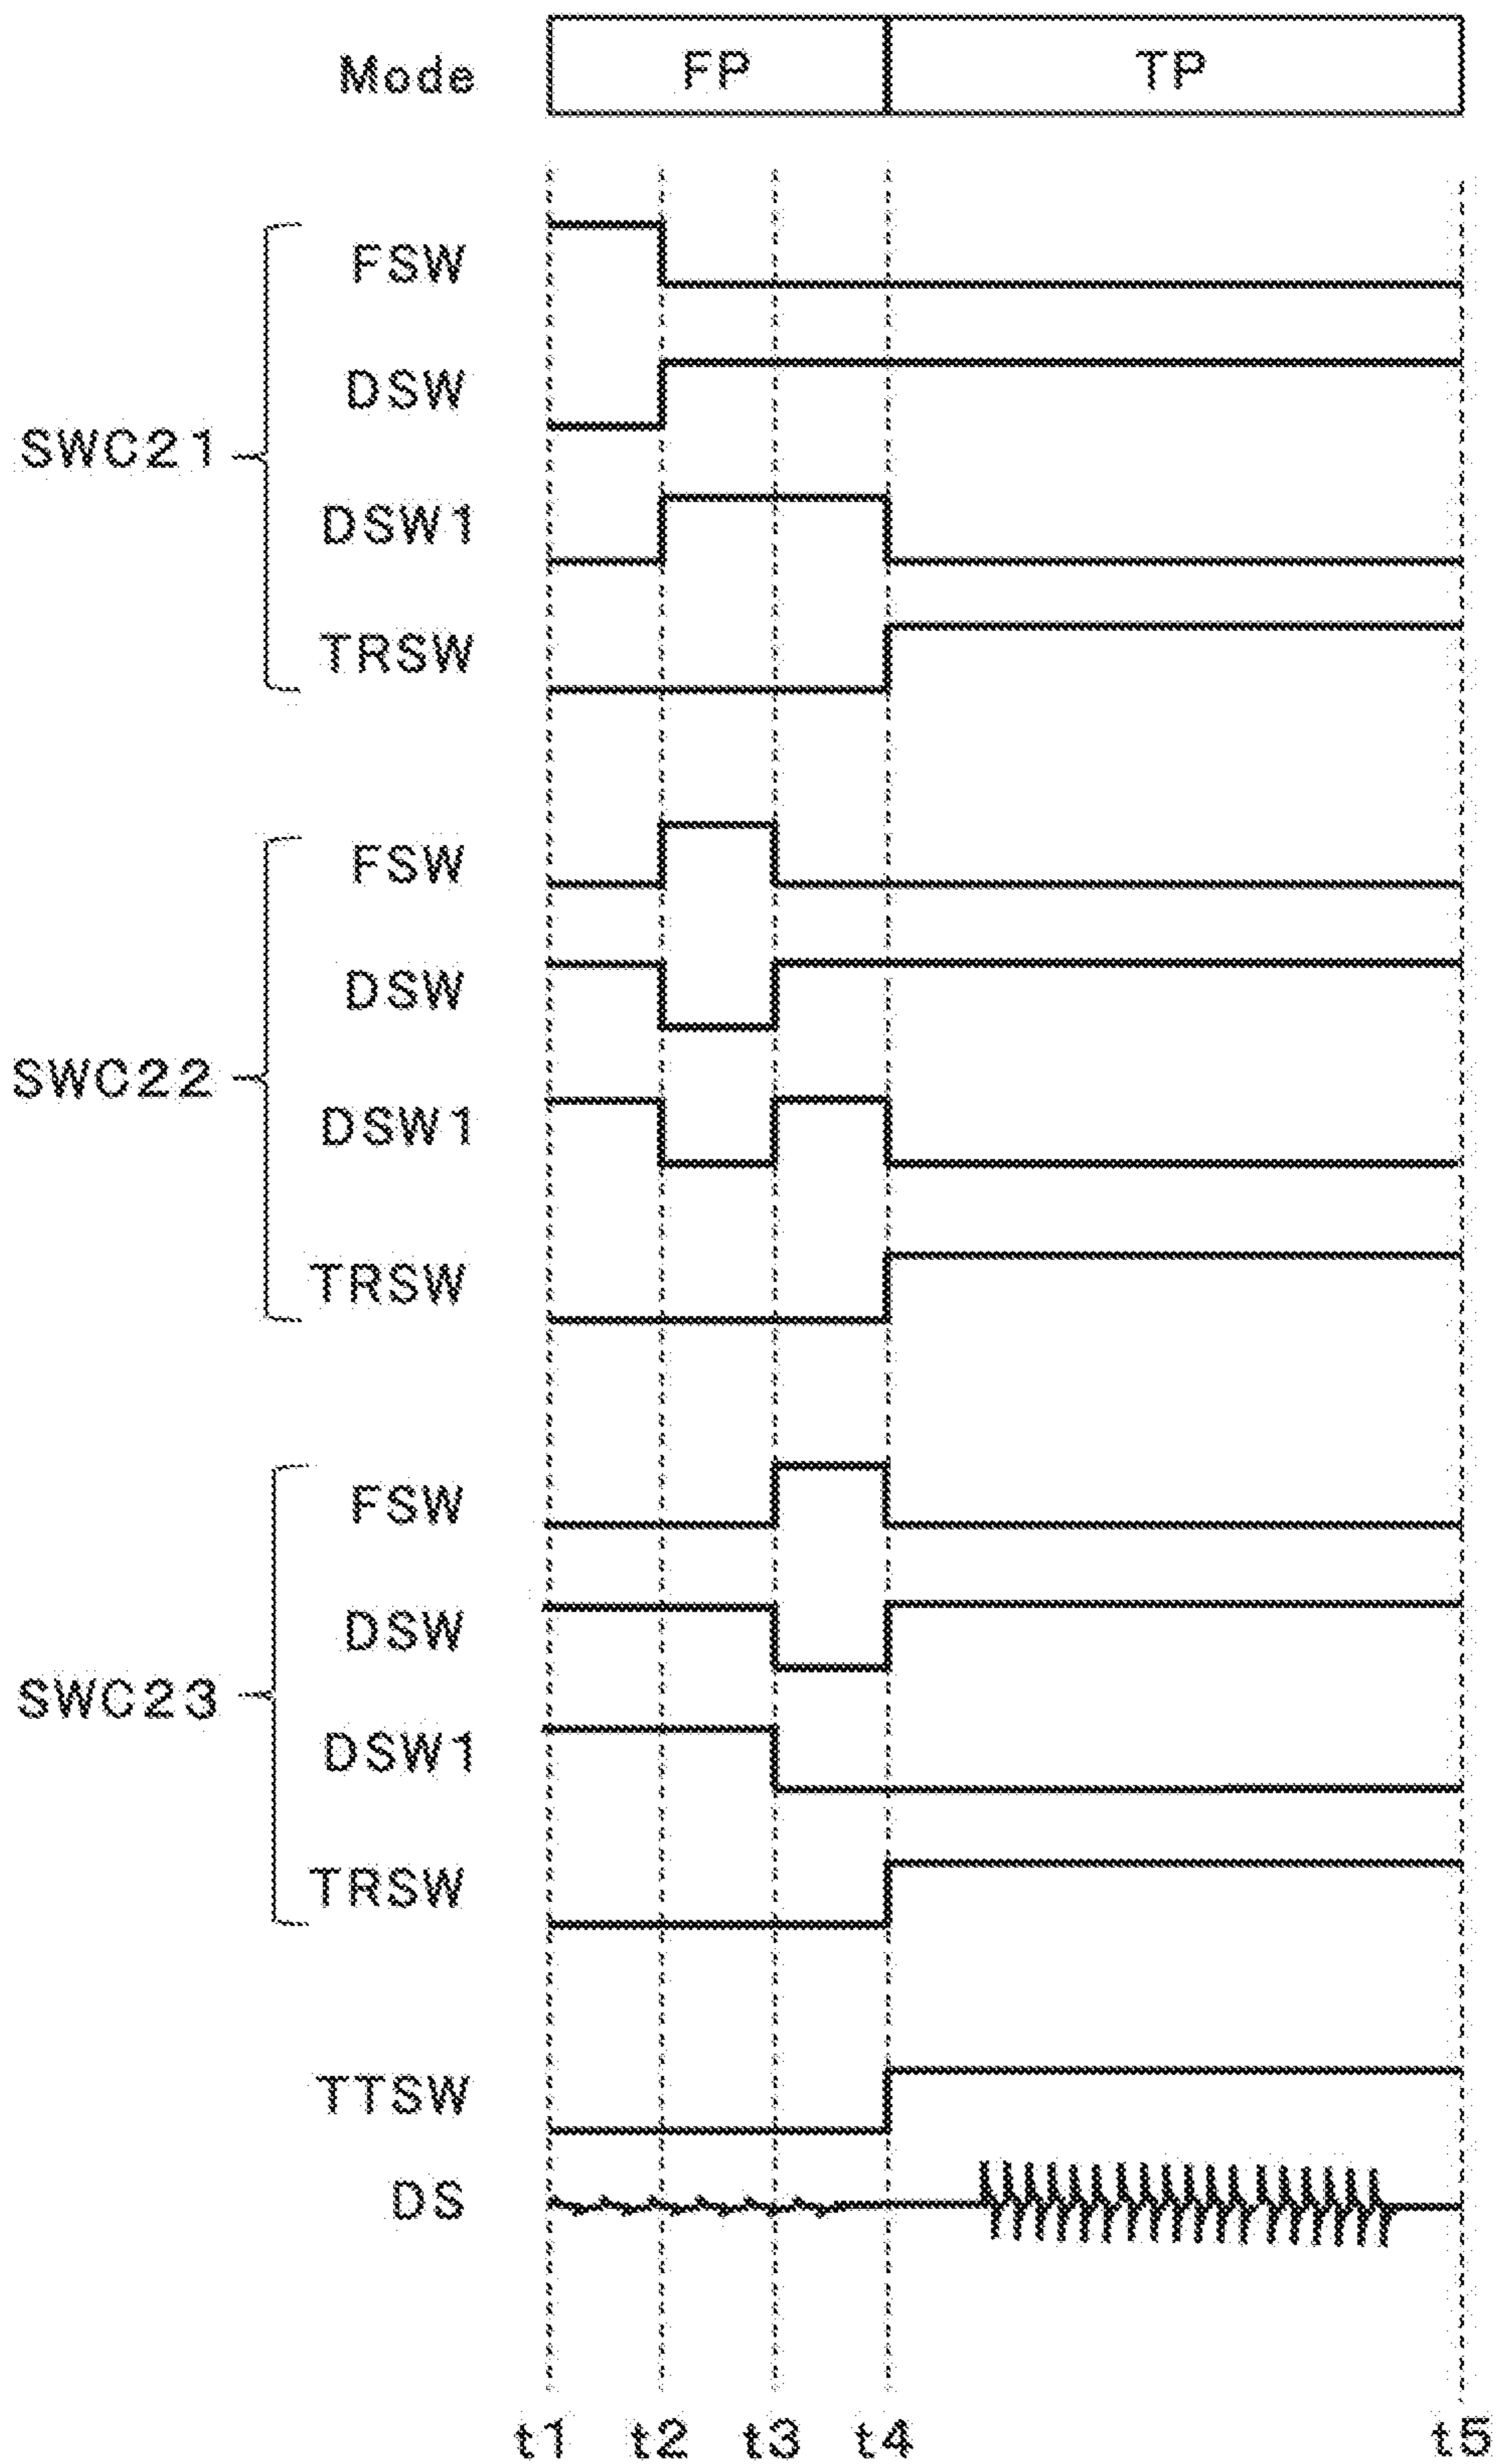 Mode FP TP
FSW
DSW
SWC21
DSW1
TRSW
FSW
DSW
SWC22
DSW1
TRSW
FSW
DSW
SWC23
DSW1
TRSW
TTSW
DS
t1 t2 t3 t4 t5